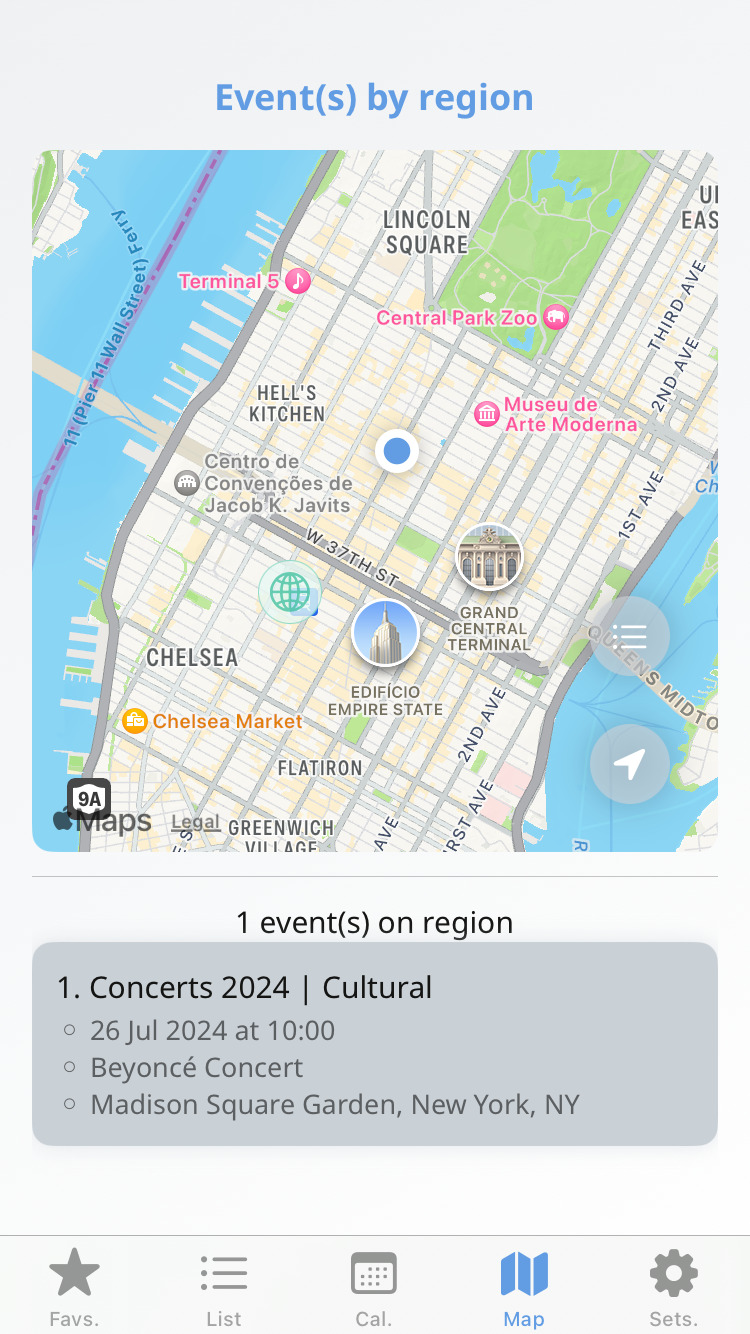 Event(s) by region
LINCOLN
SQUARE
EAS
11 (Pier 11 Wall Street) Ferry
Terminal 5
Central Park Zoo
THIRD AVE
2ND AVE
HELL'S
KITCHEN
Museu de
Arte Moderna
Centro de
Convenções de
Jacob K. Javits
1ST AVE
W 37TH ST
GRAND
CENTRAL
TERMINAL
QUEENS MIDTO
CHELSEA
EDIFÍCIO
EMPIRE STATE
Chelsea Market
2ND AVE
FLATIRON
9A
Maps
Legal
GREENWICH
VILLAGE
AVE
RST AVE
1 event(s) on region
1. Concerts 2024 | Cultural
26 Jul 2024 at 10:00
Beyoncé Concert
Madison Square Garden, New York, NY
Favs.
List
Cal.
Map
Sets.